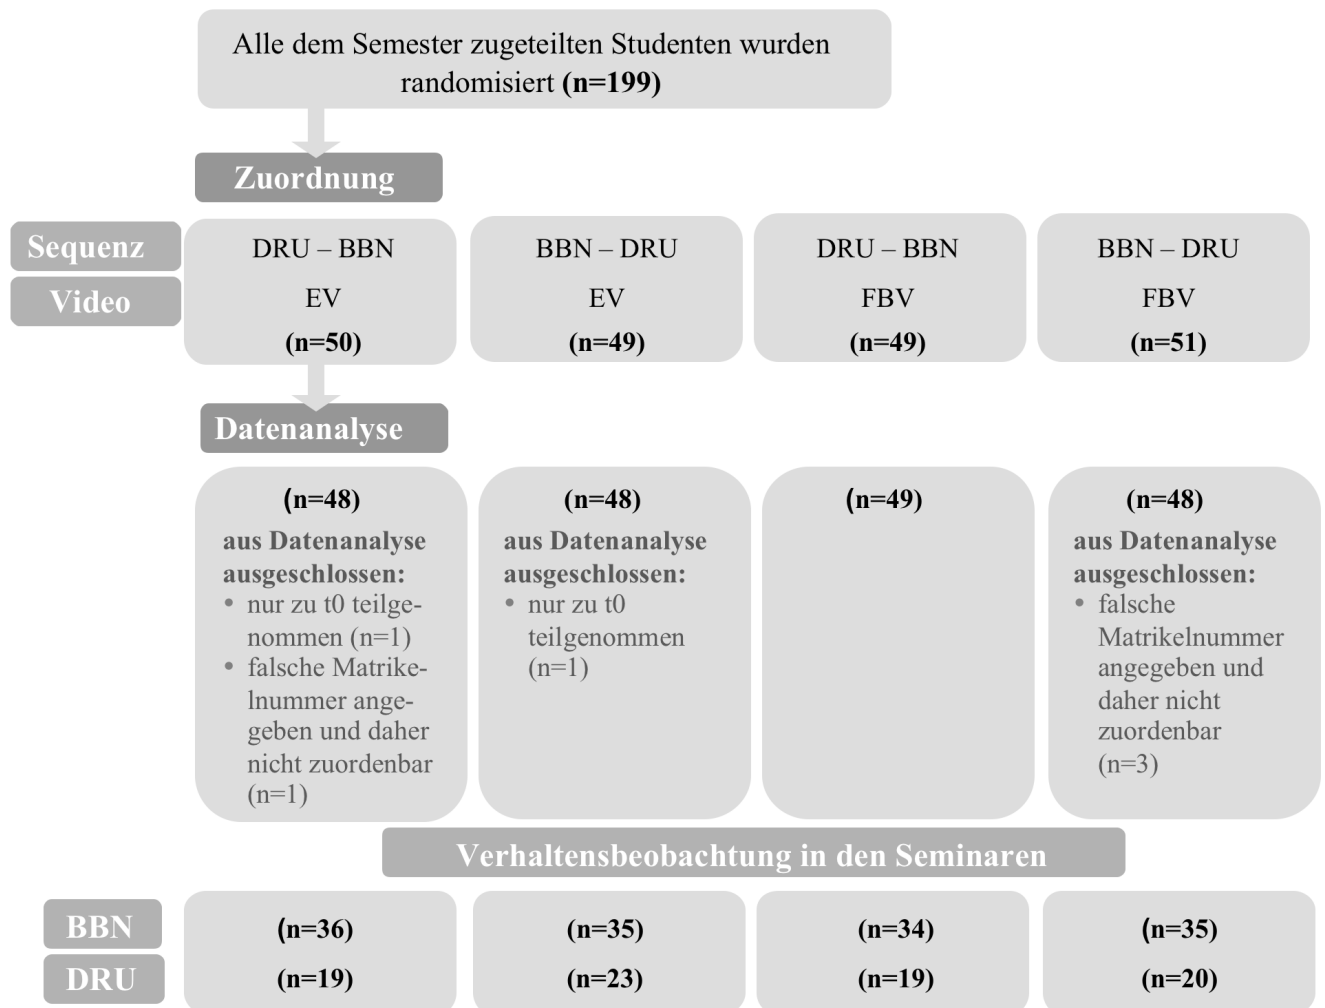 Alle dem Semester zugeteilten Studenten wurden
randomisiert (n=199)
Zuordnung
Sequenz
Video
DRU – BBN
EV
(n=50)
BBN – DRU
EV
(n=49)
DRU – BBN
FBV
(n=49)
BBN – DRU
FBV
(n=51)
Datenanalyse
(n=48)
aus Datenanalyse
ausgeschlossen:
• nur zu t0 teilge-
nommen (n=1)
• falsche Matrike-
lnummer ange-
geben und daher
nicht zuordenbar
(n=1)
(n=48)
aus Datenanalyse
ausgeschlossen:
• nur zu t0
teilgenommen
(n=1)
(n=49)
(n=48)
aus Datenanalyse
ausgeschlossen:
• falsche
Matrikelnummer
angegeben und
daher nicht
zuordenbar
(n=3)
Verhaltensbeobachtung in den Seminaren
BBN
(n=36)
(n=35)
(n=34)
(n=35)
DRU
(n=19)
(n=23)
(n=19)
(n=20)